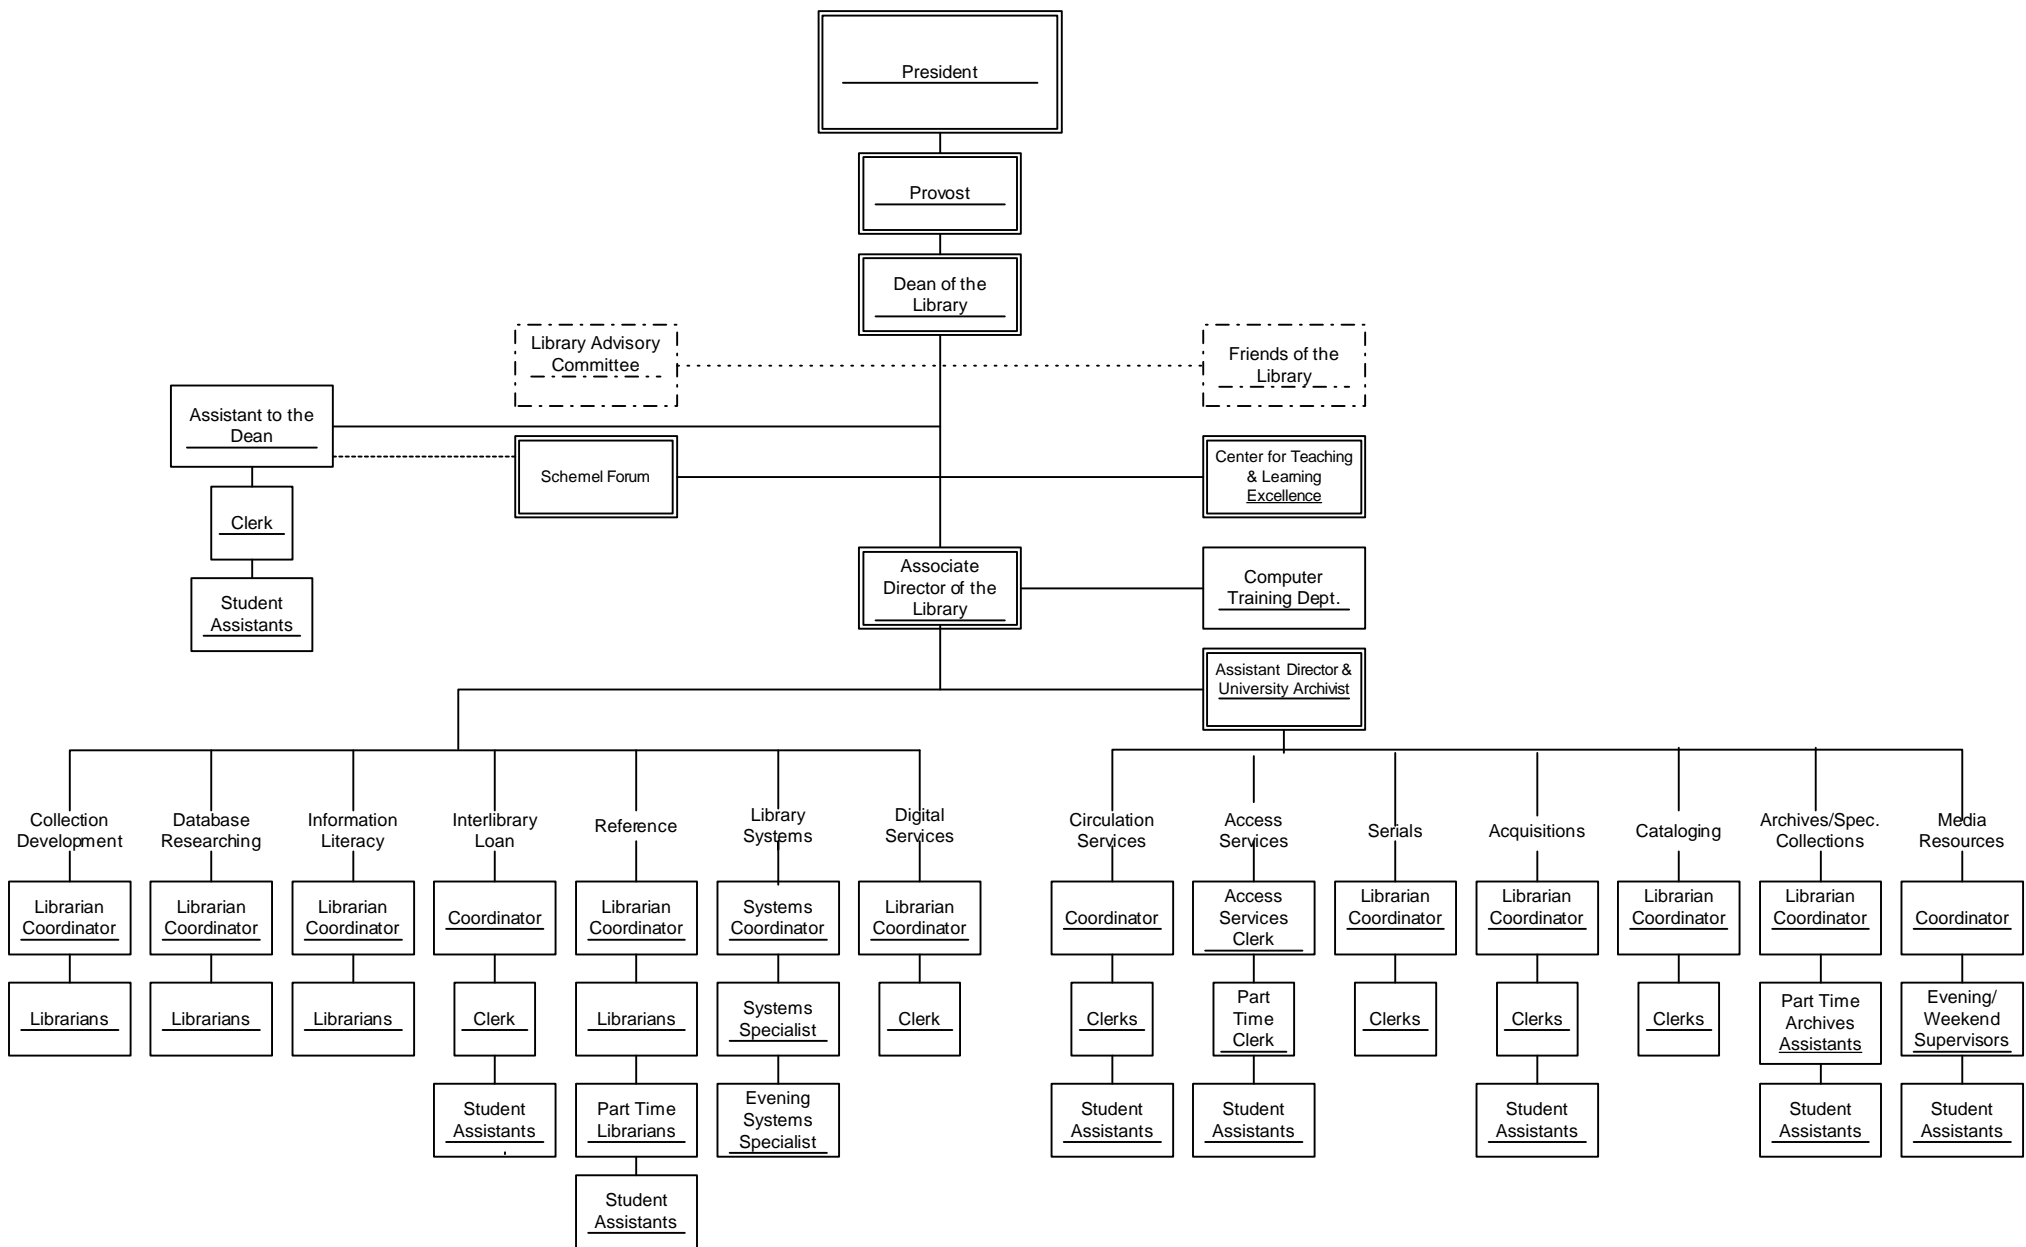 President
Provost
Dean of the
Library
Library Advisory
Committee
Friends of the
Library
Assistant to the
Dean
Schemel Forum
Center for Teaching
& Learning
Excellence
Clerk
Student
Assistants
Associate
Director of the
Library
Computer
Training Dept.
Assistant Director &
University Archivist
Collection
Development
Database
Researching
Information
Literacy
Interlibrary
Loan
Reference
Library
Systems
Digital
Services
Circulation
Services
Access
Services
Serials
Acquisitions
Cataloging
Archives/Spec.
Collections
Media
Resources
Librarian
Coordinator
Librarian
Coordinator
Librarian
Coordinator
Coordinator
Librarian
Coordinator
Systems
Coordinator
Librarian
Coordinator
Coordinator
Access
Services
Clerk
Librarian
Coordinator
Librarian
Coordinator
Librarian
Coordinator
Librarian
Coordinator
Coordinator
Librarians
Librarians
Librarians
Clerk
Librarians
Systems
Specialist
Clerk
Clerks
Part
Time
Clerk
Clerks
Clerks
Clerks
Part Time
Archives
Assistants
Evening/
Weekend
Supervisors
Student
Assistants
Part Time
Librarians
Evening
Systems
Specialist
Student
Assistants
Student
Assistants
Student
Assistants
Student
Assistants
Student
Assistants
Student
Assistants